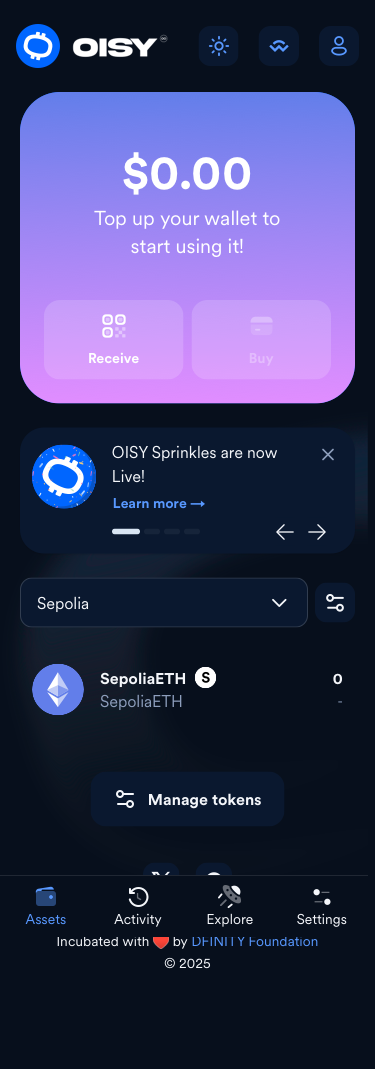 OISY
$0.00
Top up your wallet to
start using it!
Receive
Buy
OISY Sprinkles are now
Live!
Learn more →
Sepolia
SepoliaETH S
0
SepoliaETH
-
Manage tokens
Assets
Activity
Explore
Settings
Incubated with ❤️ by DFINITY Foundation
© 2025